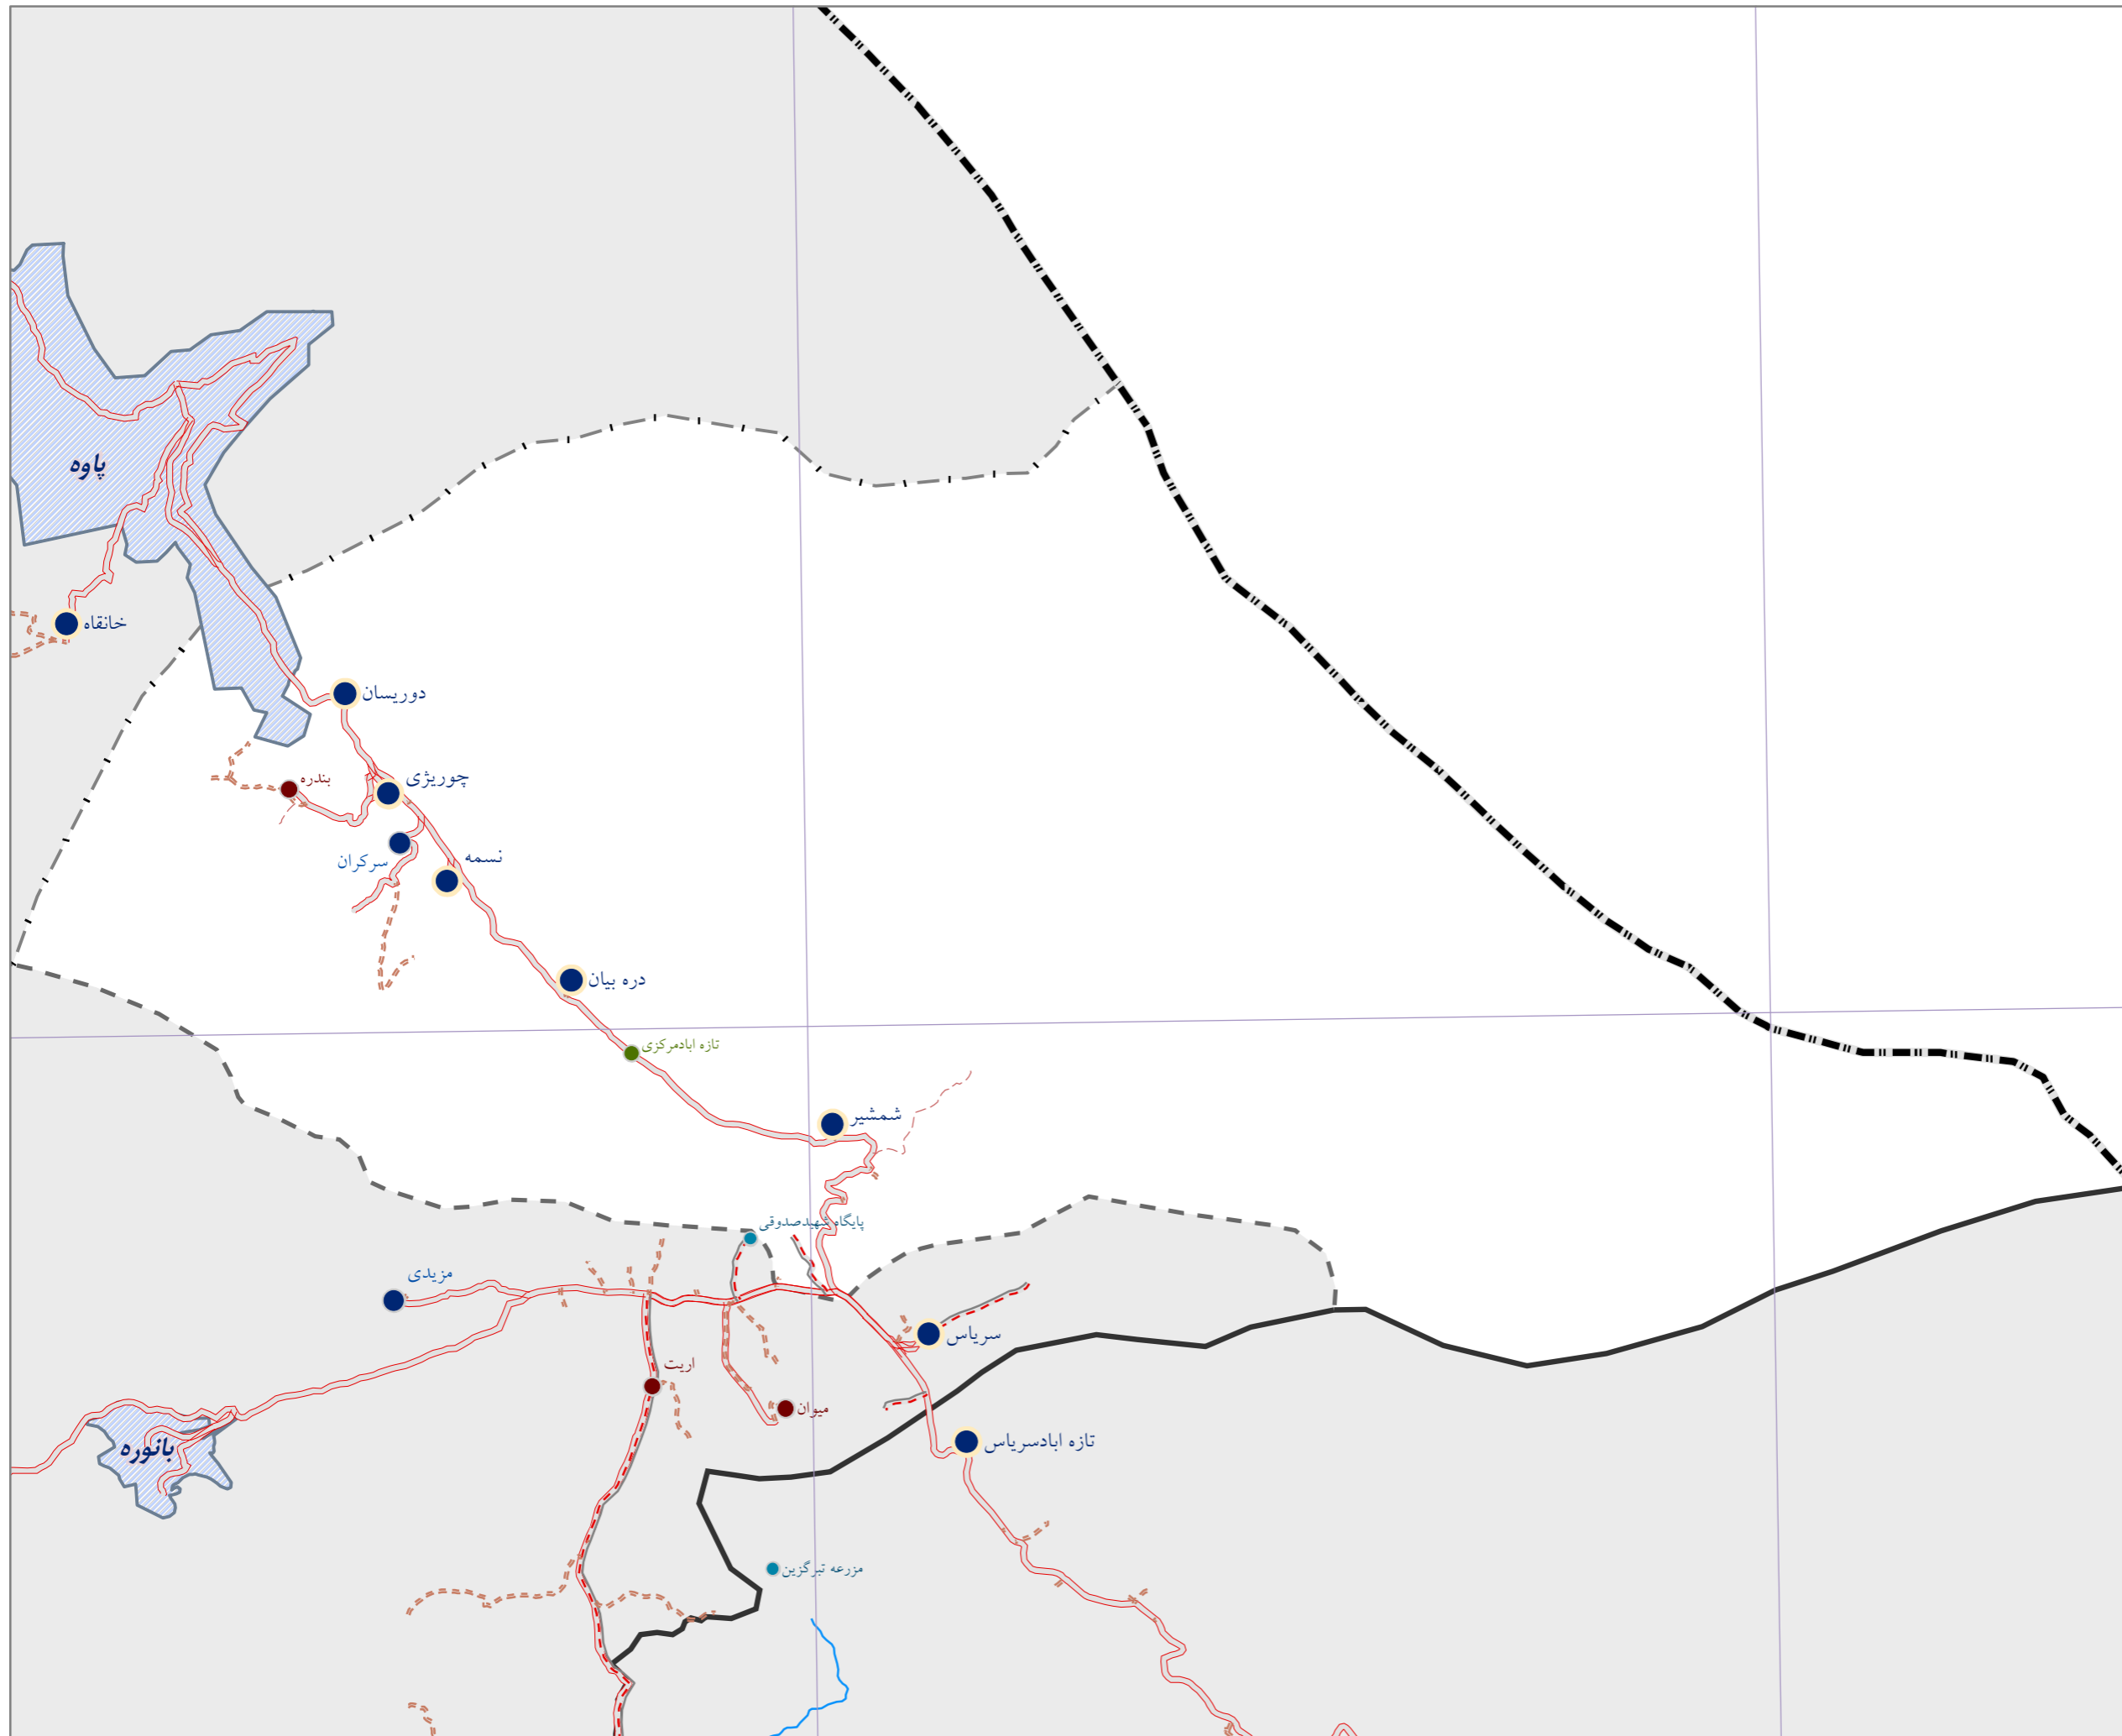 پاوه
خانقاه
دوریسان
چوریژی
بندره
سرکران
نسمه
دره بیان
تازه ابادمرکزی
شمشیر
پایگاه شهیدصدوقی
مزیدی
سریاس
اریت
میوان
تازه ابادسریاس
بانوره
مزرعه تبرگزین